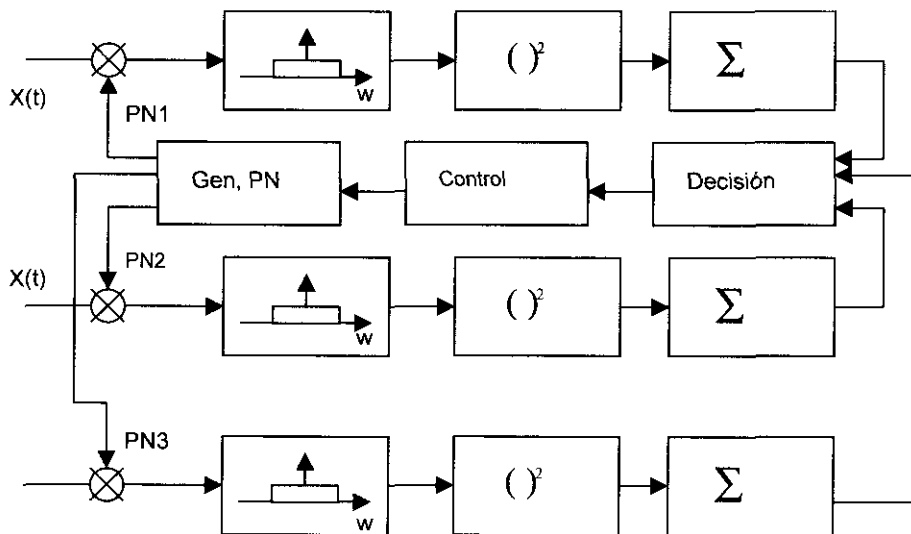 ( )² Σ
w
X(t)
PN1
Gen, PN Control Decisión
PN2
X(t)
( )² Σ
w
PN3
( )² Σ
w